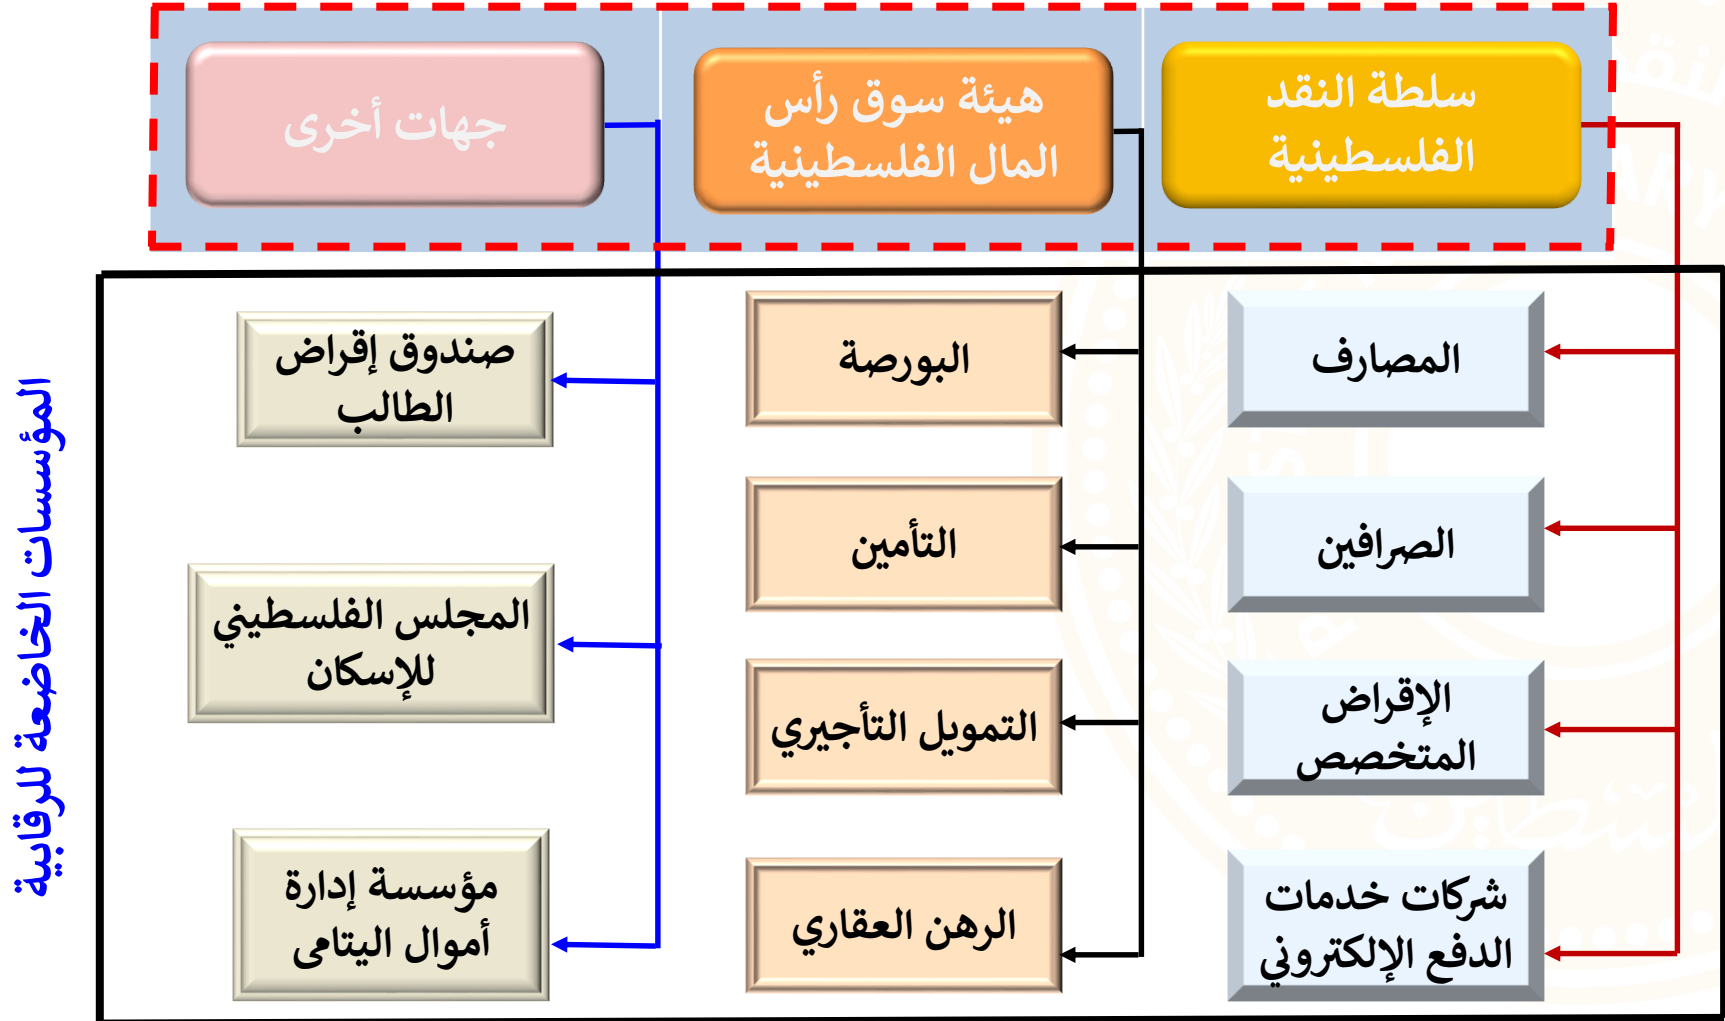 سلطة النقد
الفلسطينية
هيئة سوق رأس
المال الفلسطينية
جهات أخرى
المؤسسات الخاضعة للرقابية
المصارف
الصرافين
الإقراض
المتخصص
شركات خدمات
الدفع الإلكتروني
البورصة
التأمين
التمويل التأجيري
الرهن العقاري
صندوق إقراض
الطالب
المجلس الفلسطيني
للإسكان
مؤسسة إدارة
أموال اليتامى